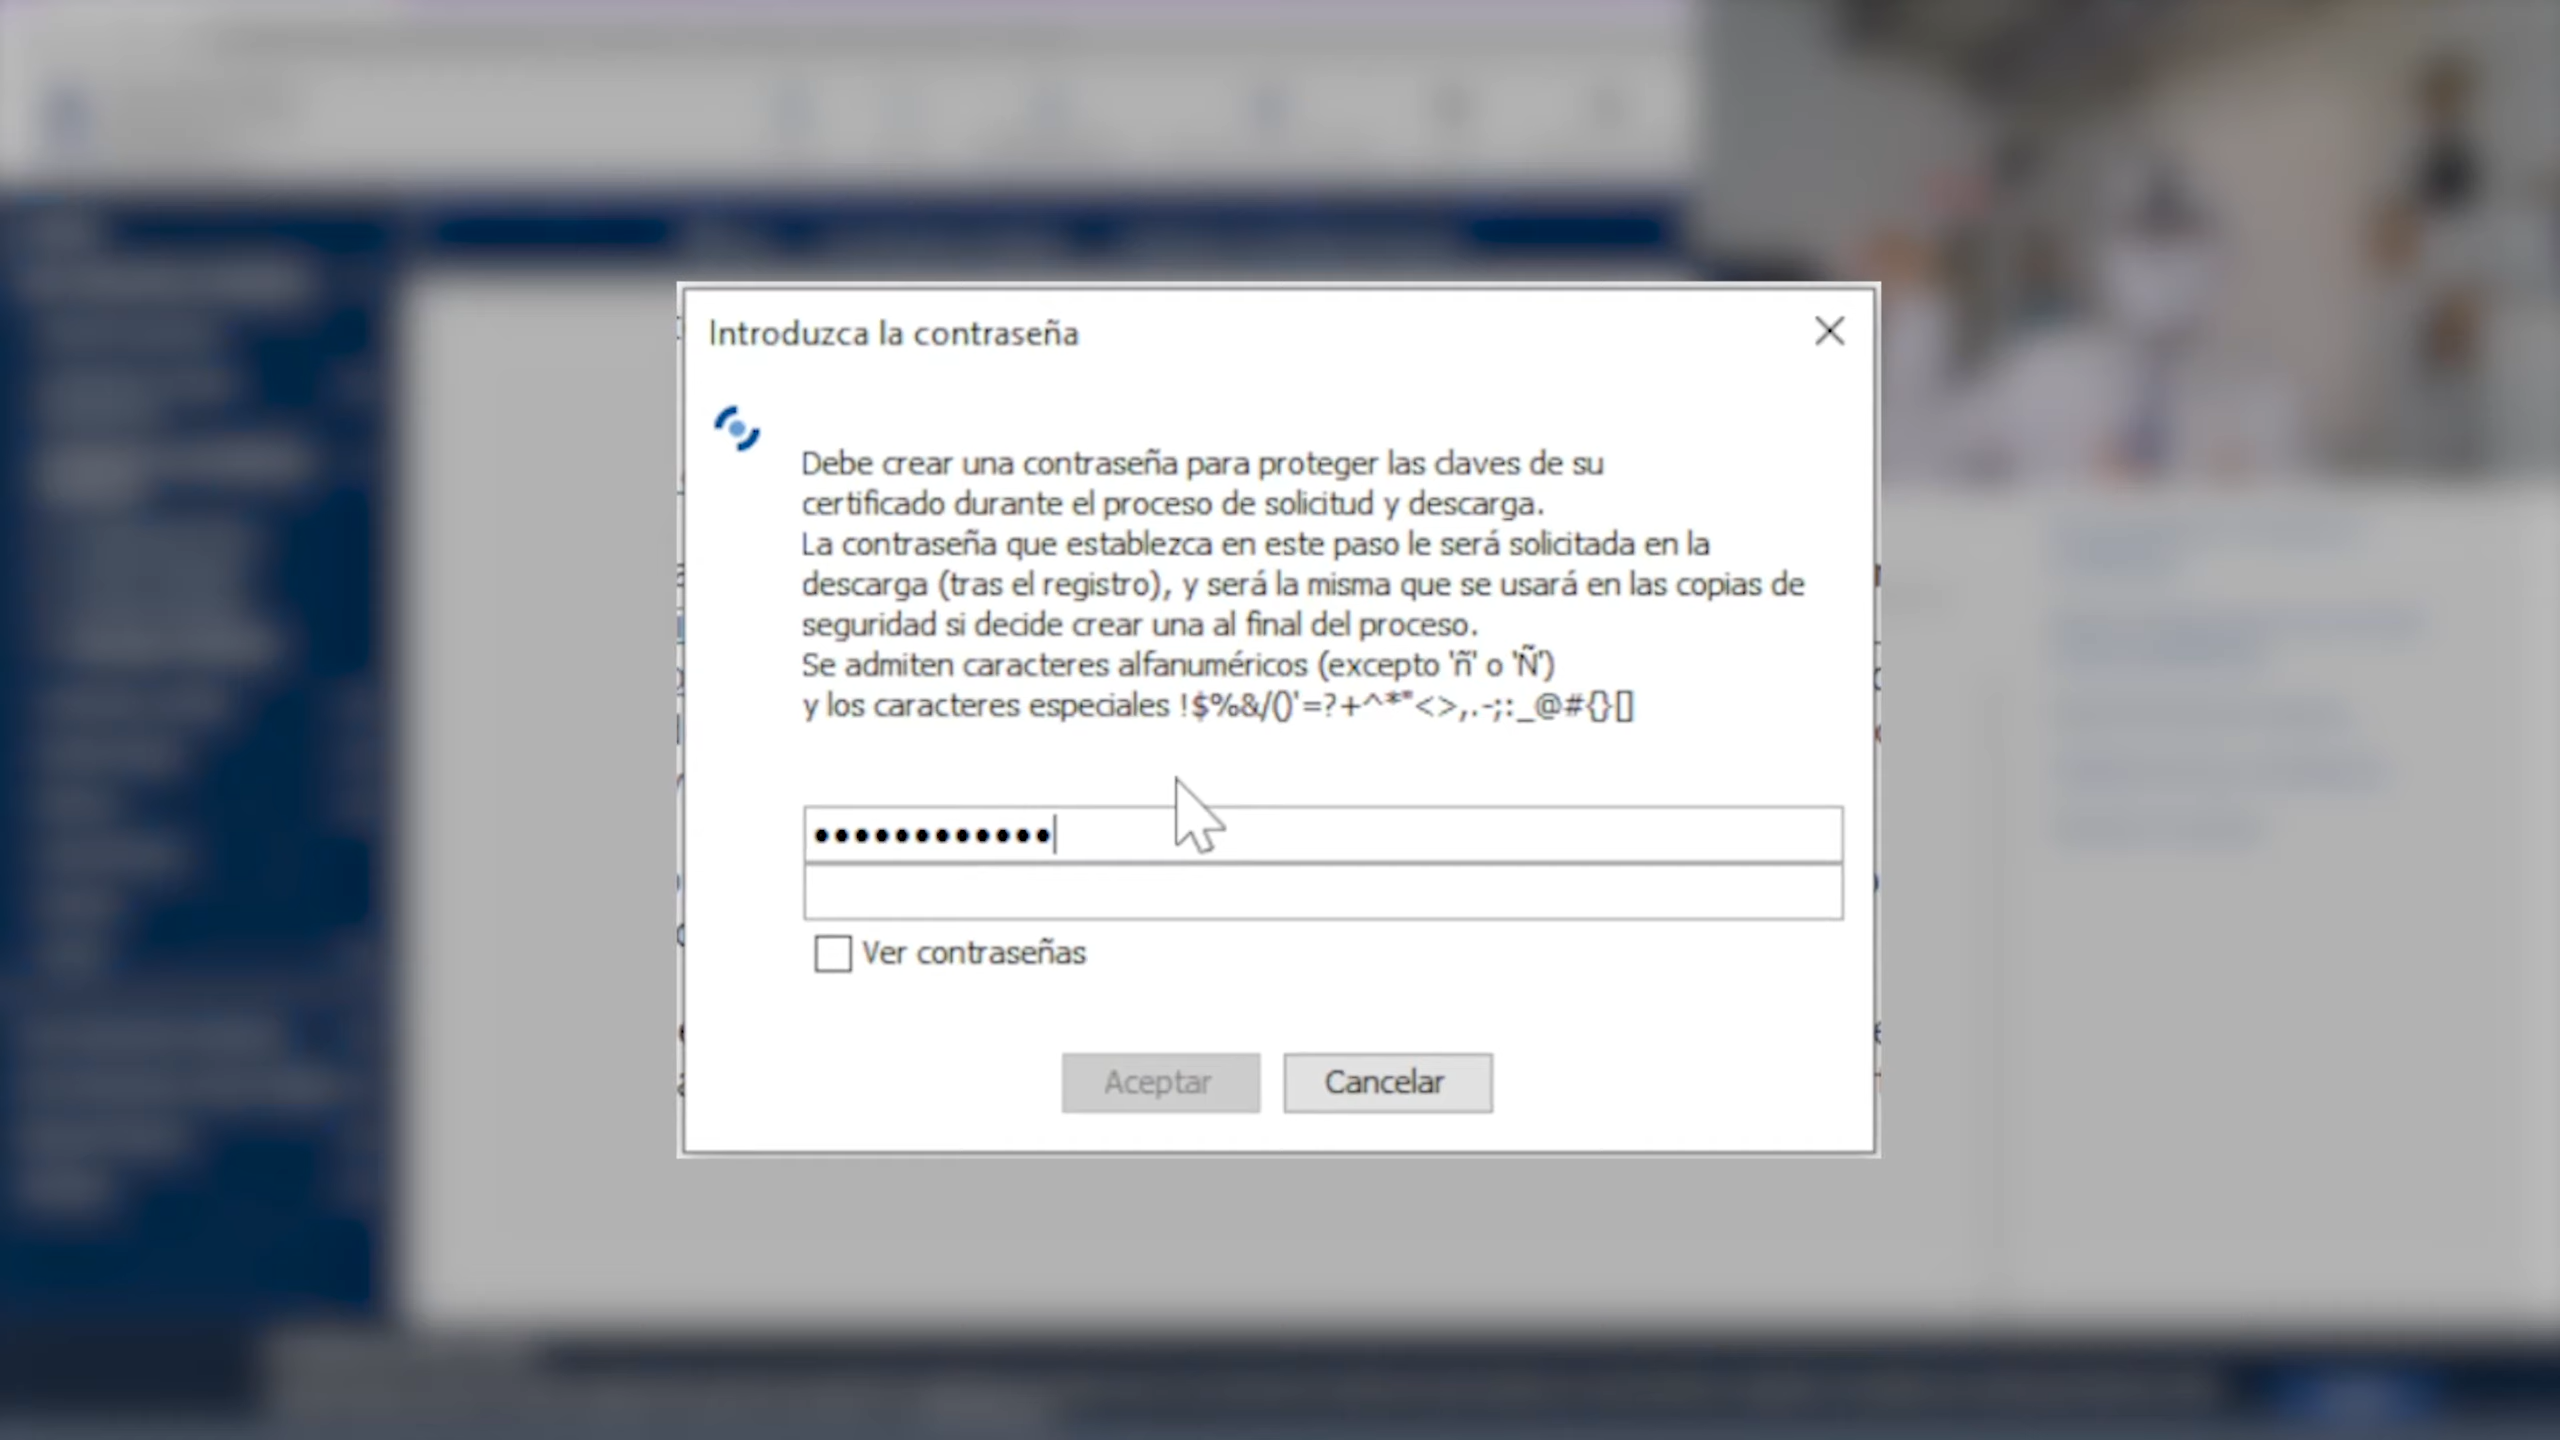 Introduzca la contraseña
Debe crear una contraseña para proteger las claves de su
certificado durante el proceso de solicitud y descarga.
La contraseña que establezca en este paso le será solicitada en la
descarga (tras el registro), y será la misma que se usará en las copias de
seguridad si decide crear una al final del proceso.
Se admiten caracteres alfanuméricos (excepto 'ñ' o 'Ñ')
y los caracteres especiales !$%&/()'=?+^*"<>,.-;:_@#{}[]
••••••••••••
Ver contraseñas
Aceptar
Cancelar